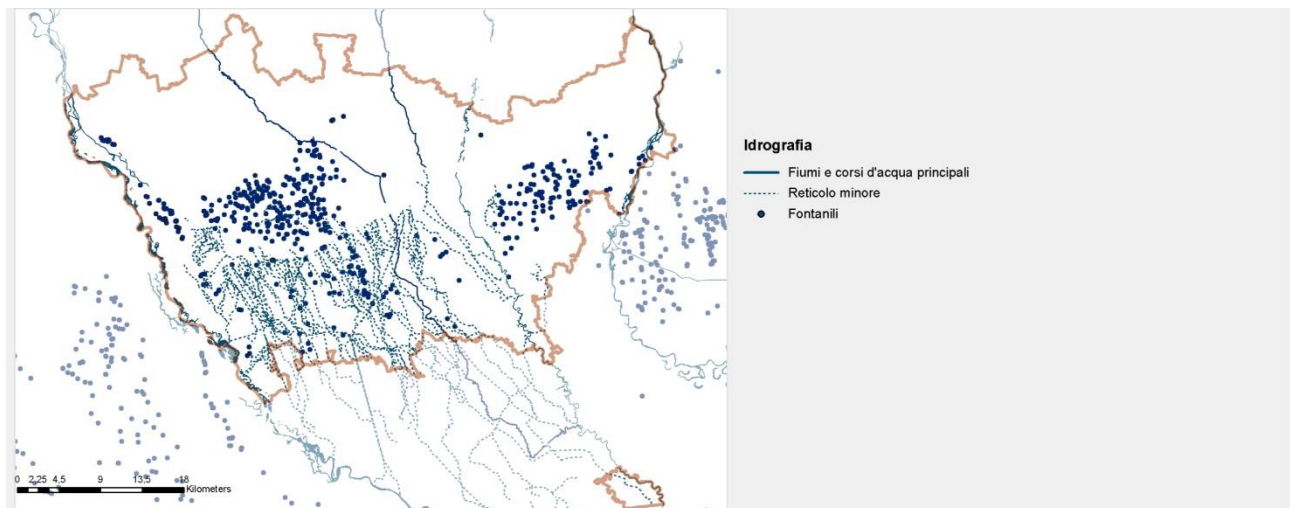 Idrografia
Fiumi e corsi d'acqua principali
Reticolo minore
Fontanili
0 2,25 4,5 9 13,5 18
Kilometers